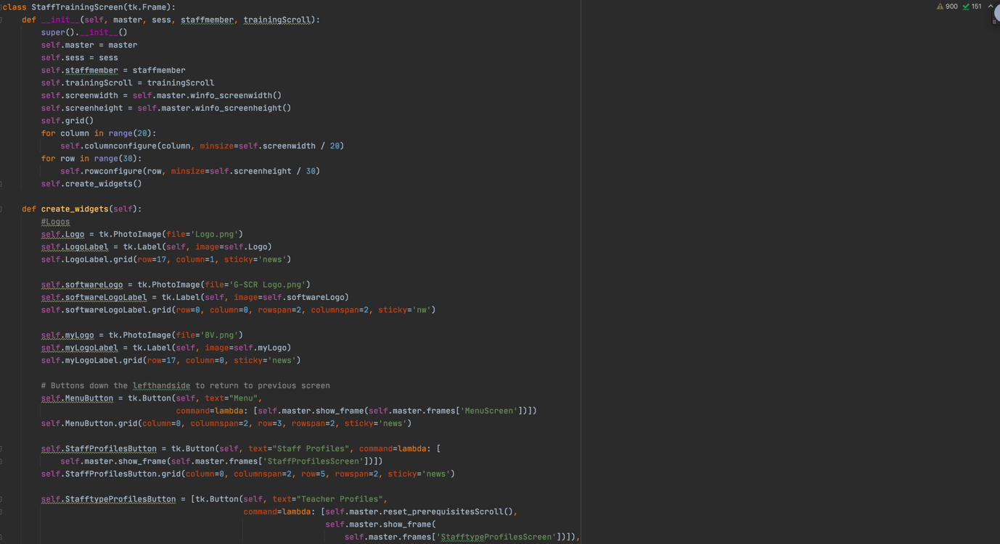 class StaffTrainingScreen(tk.Frame):
900 151
def __init__(self, master, sess, staffmember, trainingScroll):
super().__init__()
self.master = master
self.sess = sess
self.staffmember = staffmember
self.trainingScroll = trainingScroll
self.screenwidth = self.master.winfo_screenwidth()
self.screenheight = self.master.winfo_screenheight()
self.grid()
for column in range(20):
self.columnconfigure(column, minsize=self.screenwidth / 20)
for row in range(30):
self.rowconfigure(row, minsize=self.screenheight / 30)
self.create_widgets()
def create_widgets(self):
#Logos
self.Logo = tk.PhotoImage(file='Logo.png')
self.LogoLabel = tk.Label(self, image=self.Logo)
self.LogoLabel.grid(row=17, column=1, sticky='news')
self.softwareLogo = tk.PhotoImage(file='G-SCR Logo.png')
self.softwareLogoLabel = tk.Label(self, image=self.softwareLogo)
self.softwareLogoLabel.grid(row=0, column=0, rowspan=2, columnspan=2, sticky='nw')
self.myLogo = tk.PhotoImage(file='BV.png')
self.myLogoLabel = tk.Label(self, image=self.myLogo)
self.myLogoLabel.grid(row=17, column=0, sticky='news')
# Buttons down the lefthandside to return to previous screen
self.MenuButton = tk.Button(self, text="Menu",
command=lambda: [self.master.show_frame(self.master.frames['MenuScreen'])])
self.MenuButton.grid(column=0, columnspan=2, row=3, rowspan=2, sticky='news')
self.StaffProfilesButton = tk.Button(self, text="Staff Profiles", command=lambda: [
self.master.show_frame(self.master.frames['StaffProfilesScreen'])])
self.StaffProfilesButton.grid(column=0, columnspan=2, row=5, rowspan=2, sticky='news')
self.StafftypeProfilesButton = [tk.Button(self, text="Teacher Profiles",
command=lambda: [self.master.reset_prerequisitesScroll(),
self.master.show_frame(
self.master.frames['StafftypeProfilesScreen'])]),